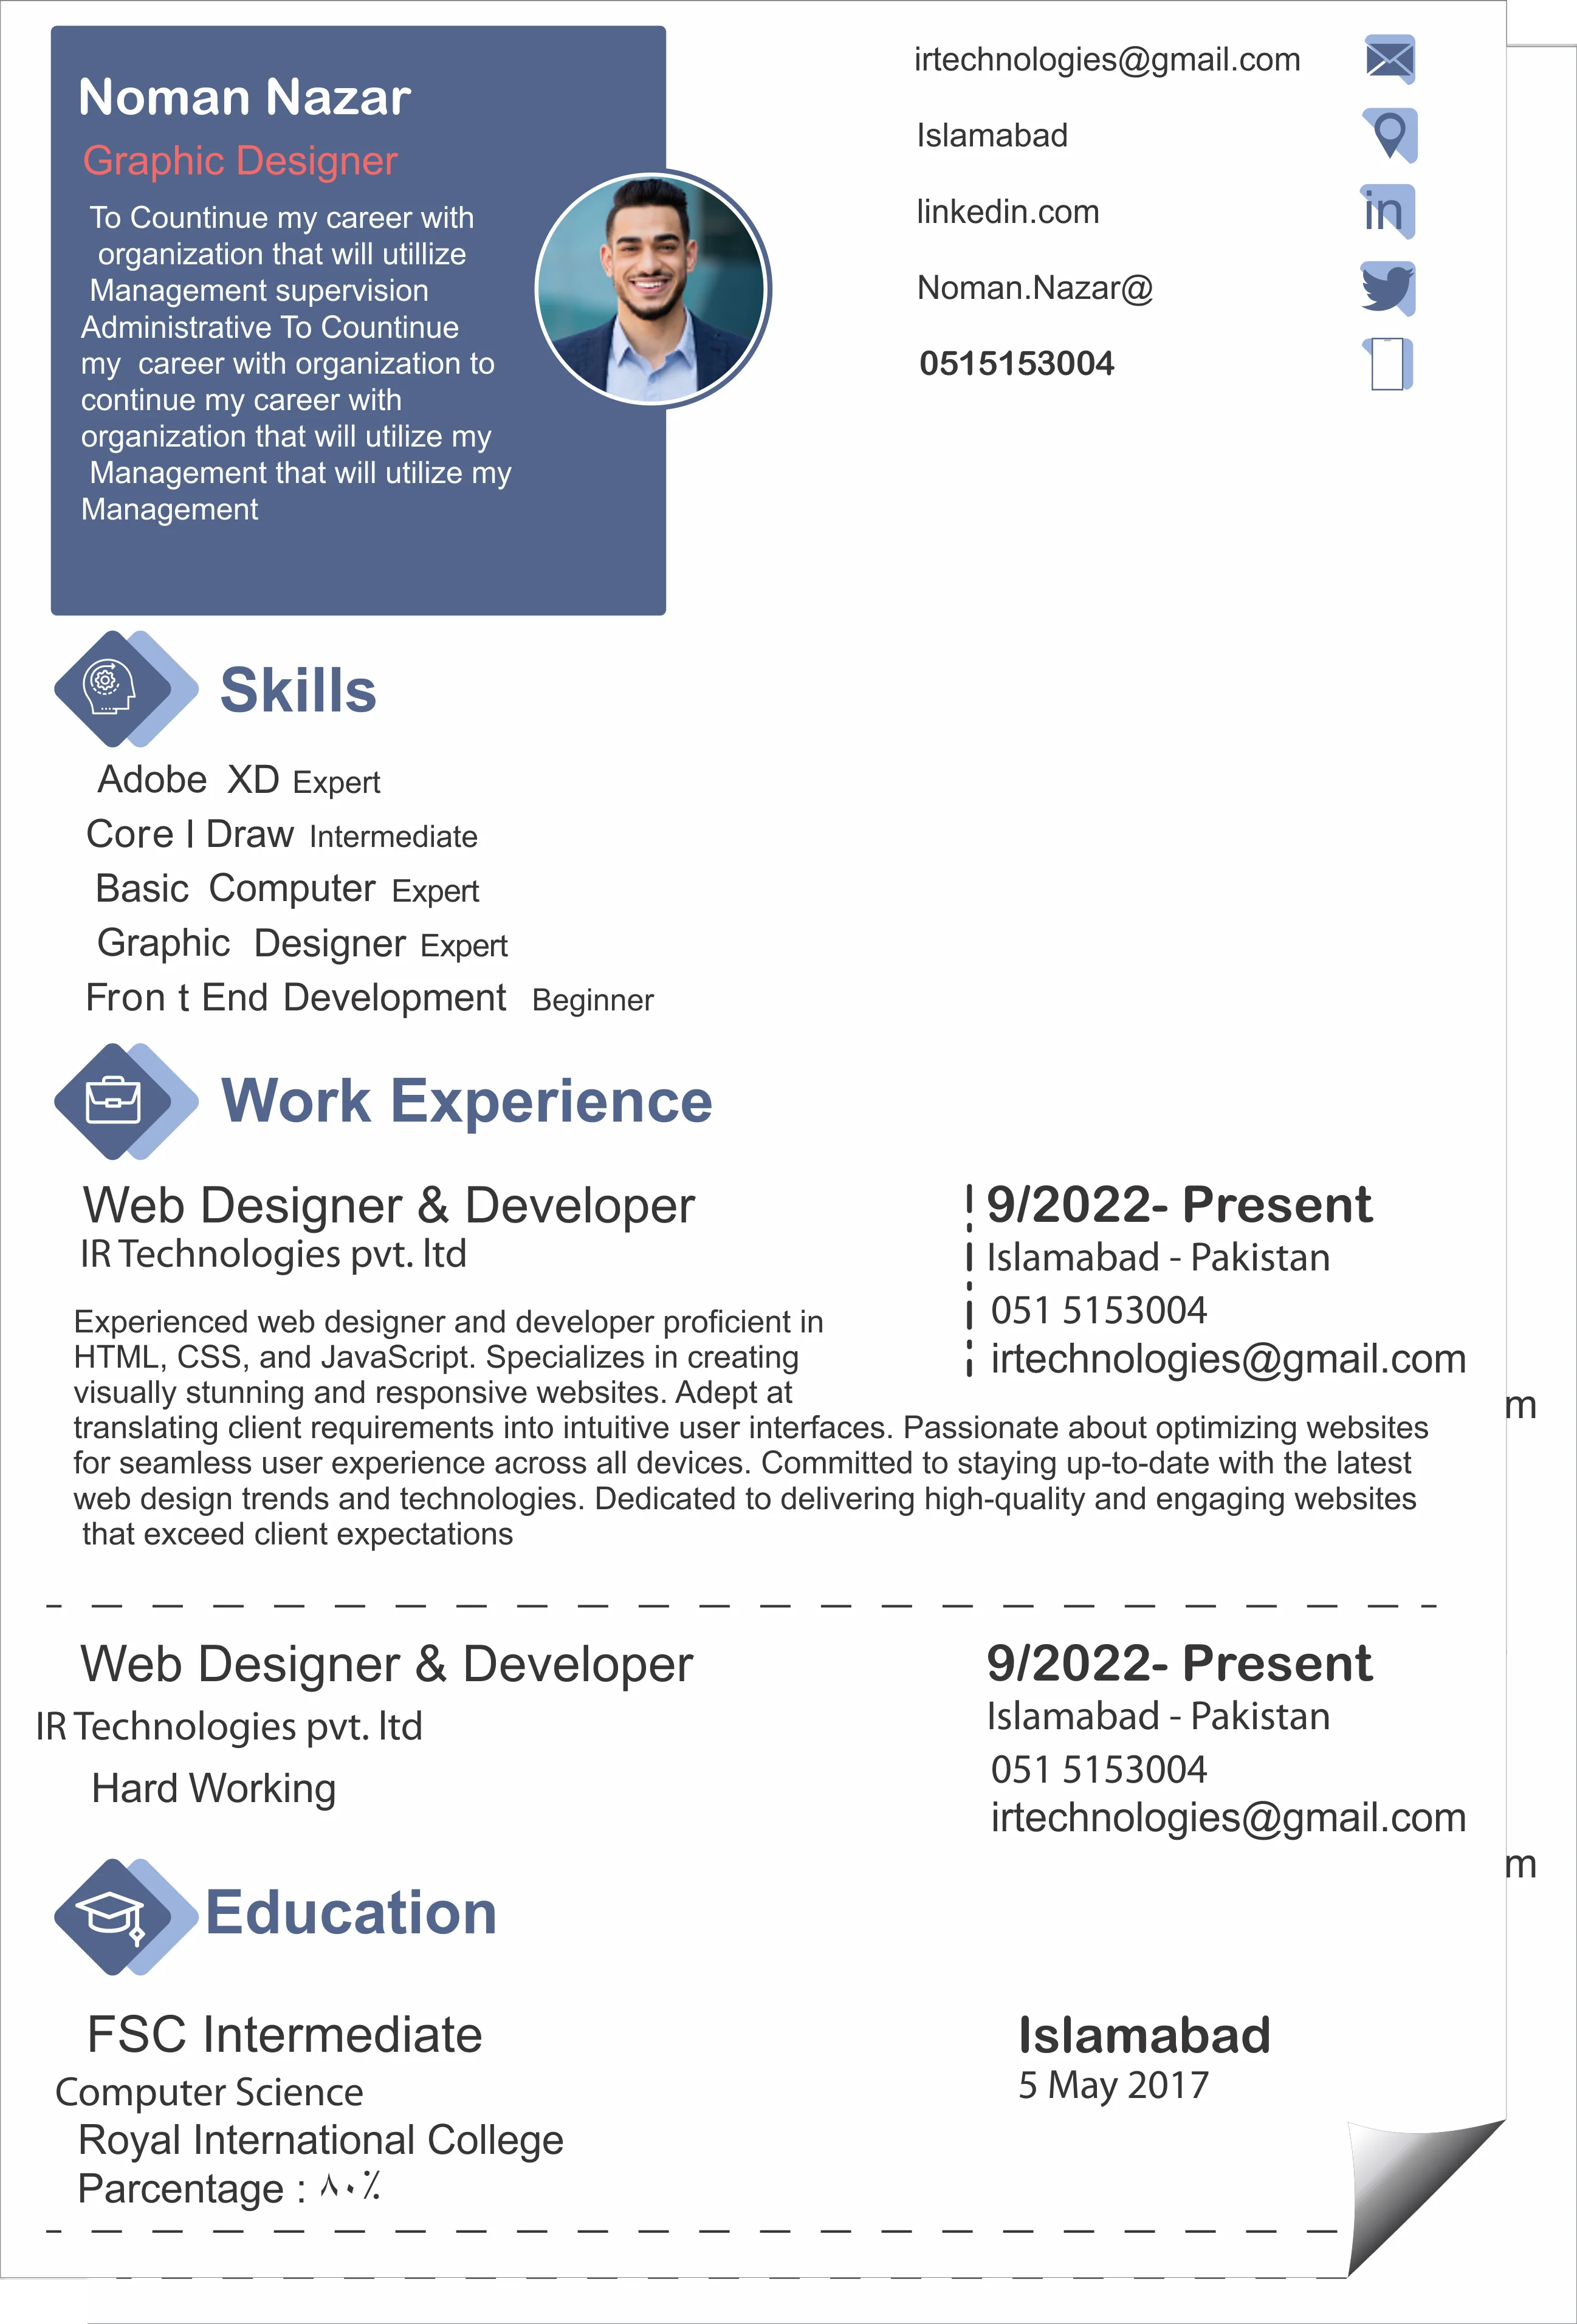 Noman Nazar
Graphic Designer
To Countinue my career with
organization that will utillize
Management supervision
Administrative To Countinue
my career with organization to
continue my career with
organization that will utilize my
Management that will utilize my
Management
irtechnologies@gmail.com
Islamabad
linkedin.com
in
Noman.Nazar@
0515153004
Skills
Adobe XD Expert
Core l Draw Intermediate
Basic Computer Expert
Graphic Designer Expert
Fron t End Development Beginner
Work Experience
Web Designer & Developer
IR Technologies pvt. ltd
9/2022- Present
Islamabad - Pakistan
051 5153004
irtechnologies@gmail.com
m
Experienced web designer and developer proficient in
HTML, CSS, and JavaScript. Specializes in creating
visually stunning and responsive websites. Adept at
translating client requirements into intuitive user interfaces. Passionate about optimizing websites
for seamless user experience across all devices. Committed to staying up-to-date with the latest
web design trends and technologies. Dedicated to delivering high-quality and engaging websites
that exceed client expectations
Web Designer & Developer
IR Technologies pvt. ltd
Hard Working
9/2022- Present
Islamabad - Pakistan
051 5153004
irtechnologies@gmail.com
m
Education
FSC Intermediate
Computer Science
Royal International College
Parcentage : ٨٠٪
Islamabad
5 May 2017